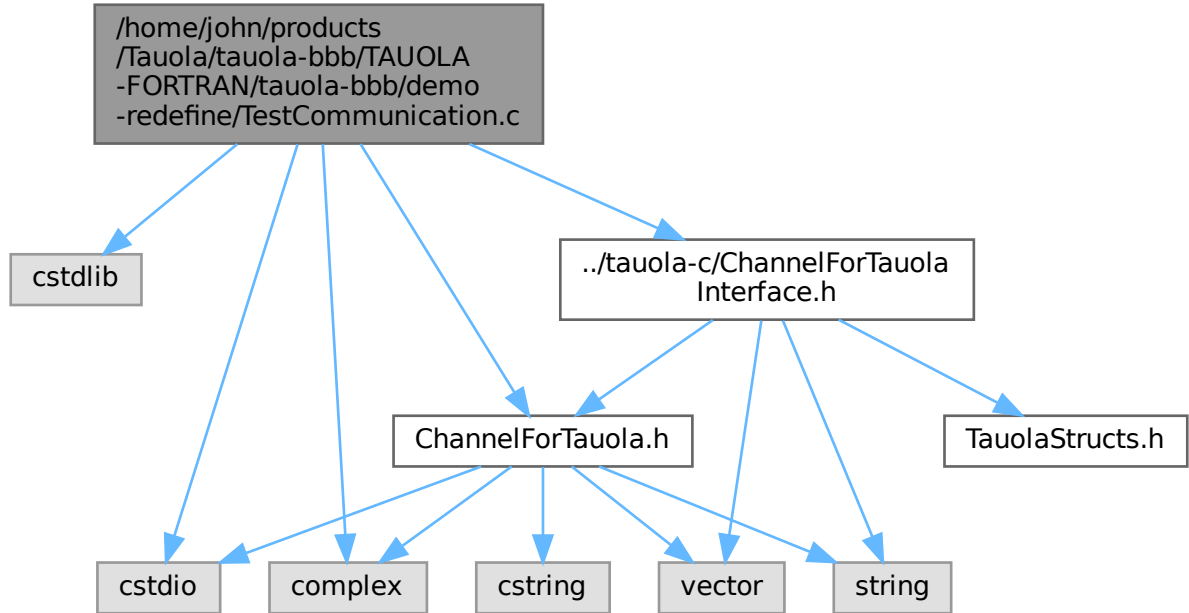 /home/john/products
/Tauola/tauola-bbb/TAUOLA
-FORTRAN/tauola-bbb/demo
-redefine/TestCommunication.c
cstdlib
../tauola-c/ChannelForTauola
Interface.h
ChannelForTauola.h
TauolaStructs.h
cstdio
complex
cstring
vector
string